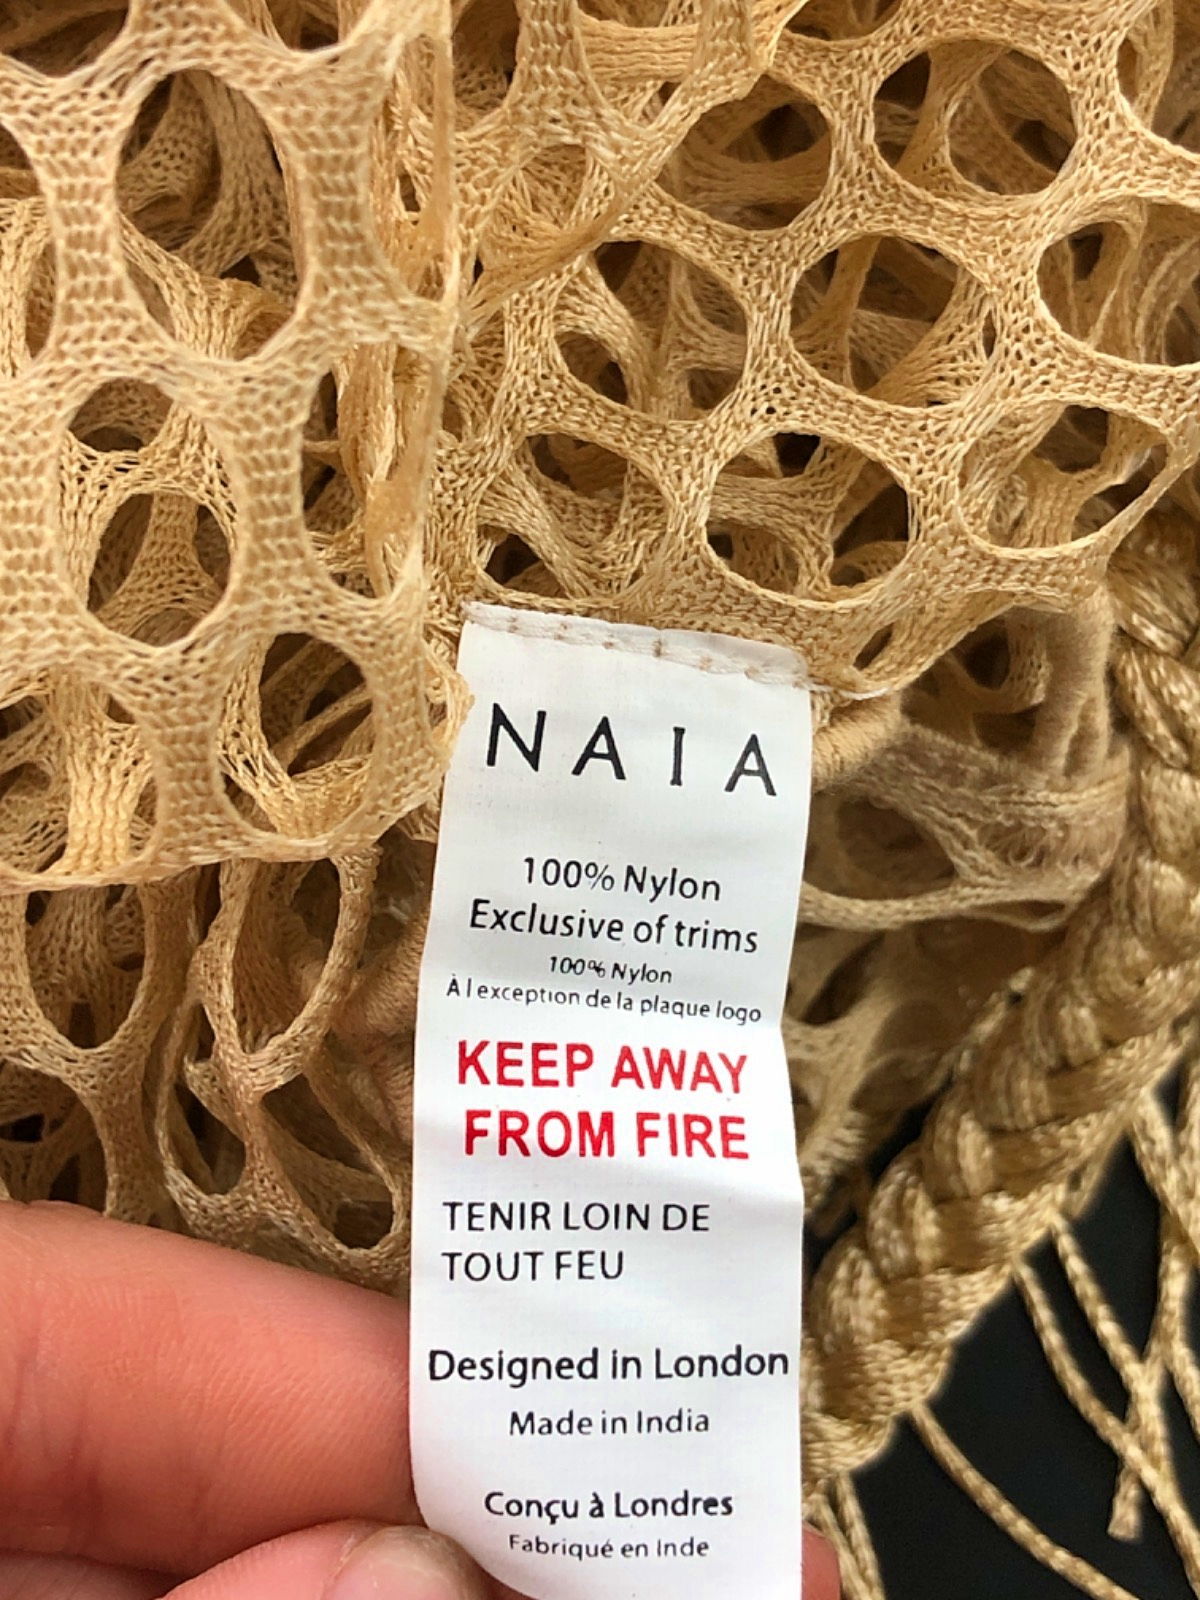 NAIA
100% Nylon
Exclusive of trims
100% Nylon
À l exception de la plaque logo
KEEP AWAY
FROM FIRE
TENIR LOIN DE
TOUT FEU
Designed in London
Made in India
Conçu à Londres
Fabriqué en Inde